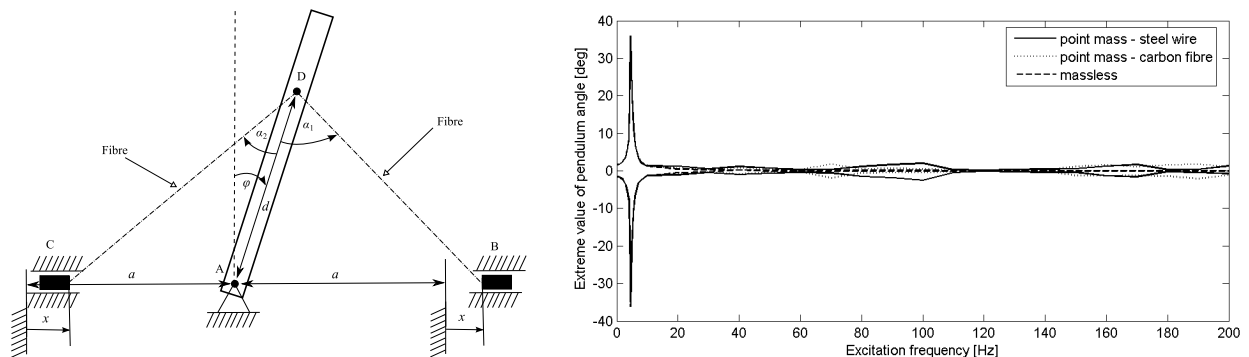 D
α₂
α₁
Fibre
Fibre
φ
d
C
A
B
a
a
x
x
40
30
20
10
0
-10
-20
-30
-40
Extreme value of pendulum angle [deg]
point mass - steel wire
point mass - carbon fibre
massless
0 20 40 60 80 100 120 140 160 180 200
Excitation frequency [Hz]